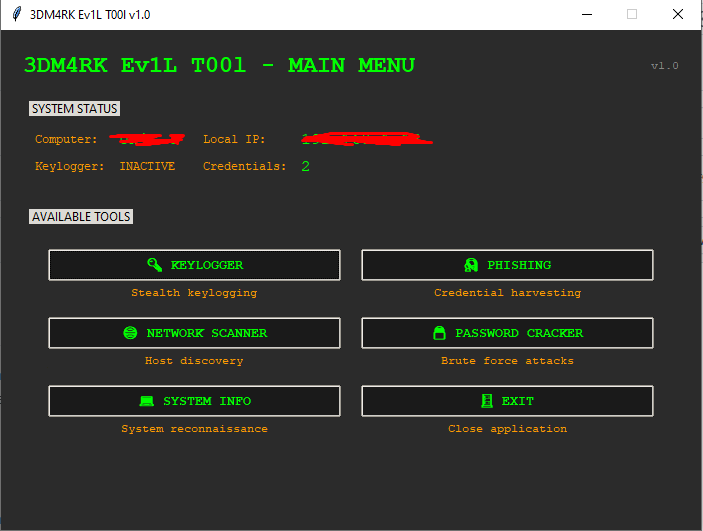 3DM4RK Ev1L T00l v1.0
3DM4RK Ev1L T00l - MAIN MENU
v1.0
SYSTEM STATUS
Computer: Local IP:
Keylogger: INACTIVE Credentials: 2
AVAILABLE TOOLS
KEYLOGGER PHISHING
Stealth keylogging Credential harvesting
NETWORK SCANNER PASSWORD CRACKER
Host discovery Brute force attacks
SYSTEM INFO EXIT
System reconnaissance Close application